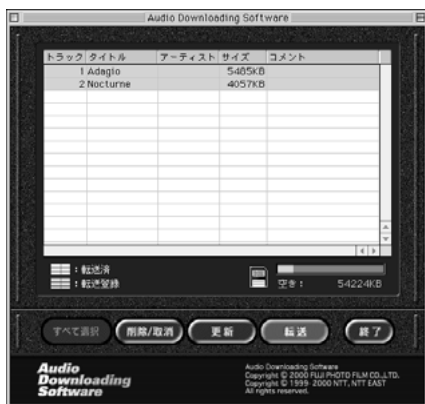 Audio Downloading Software
トラック タイトル アーティスト サイズ コメント
1 Adagio 5485KB
2 Nocturne 4057KB
：転送済
：転送登録
空き： 54224KB
すべて選択 削除/取消 更新 転送 終了
Audio Downloading Software
Audio Downloading Software
Copyright © 2000 FUJI PHOTO FILM CO.,LTD.
Copyright © 1999-2000 NTT, NTT EAST
All rights reserved.